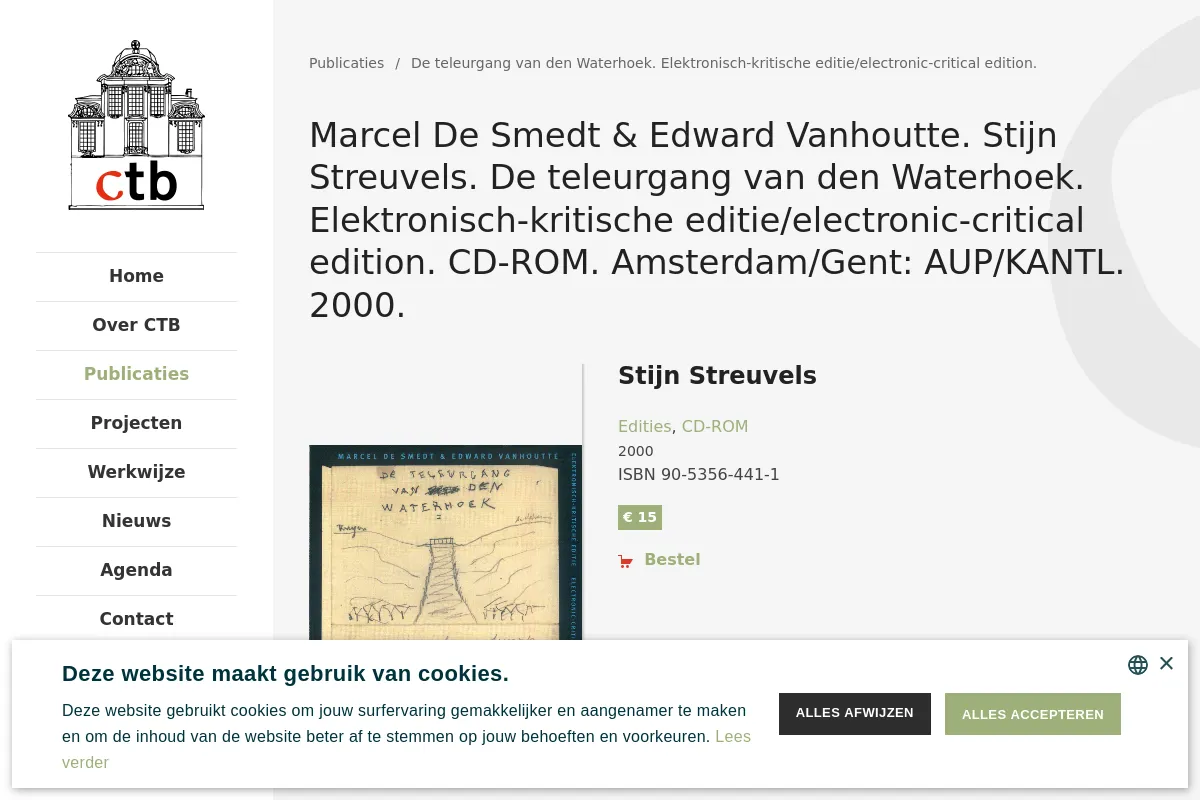 ctb
Home
Over CTB
Publicaties
Projecten
Werkwijze
Nieuws
Agenda
Contact
Publicaties / De teleurgang van den Waterhoek. Elektronisch-kritische editie/electronic-critical edition.
Marcel De Smedt & Edward Vanhoutte. Stijn
Streuvels. De teleurgang van den Waterhoek.
Elektronisch-kritische editie/electronic-critical
edition. CD-ROM. Amsterdam/Gent: AUP/KANTL.
2000.
MARCEL DE SMEDT & EDWARD VANHOUTTE
DE TELEURGANG
VAN DEN
WATERHOEK
ELEKTRONISCH-KRITISCHE EDITIE
Stijn Streuvels
Edities, CD-ROM
2000
ISBN 90-5356-441-1
€ 15
Bestel
Deze website maakt gebruik van cookies.
Deze website gebruikt cookies om jouw surfervaring gemakkelijker en aangenamer te maken
en om de inhoud van de website beter af te stemmen op jouw behoeften en voorkeuren. Lees
verder
ALLES AFWIJZEN
ALLES ACCEPTEREN
×